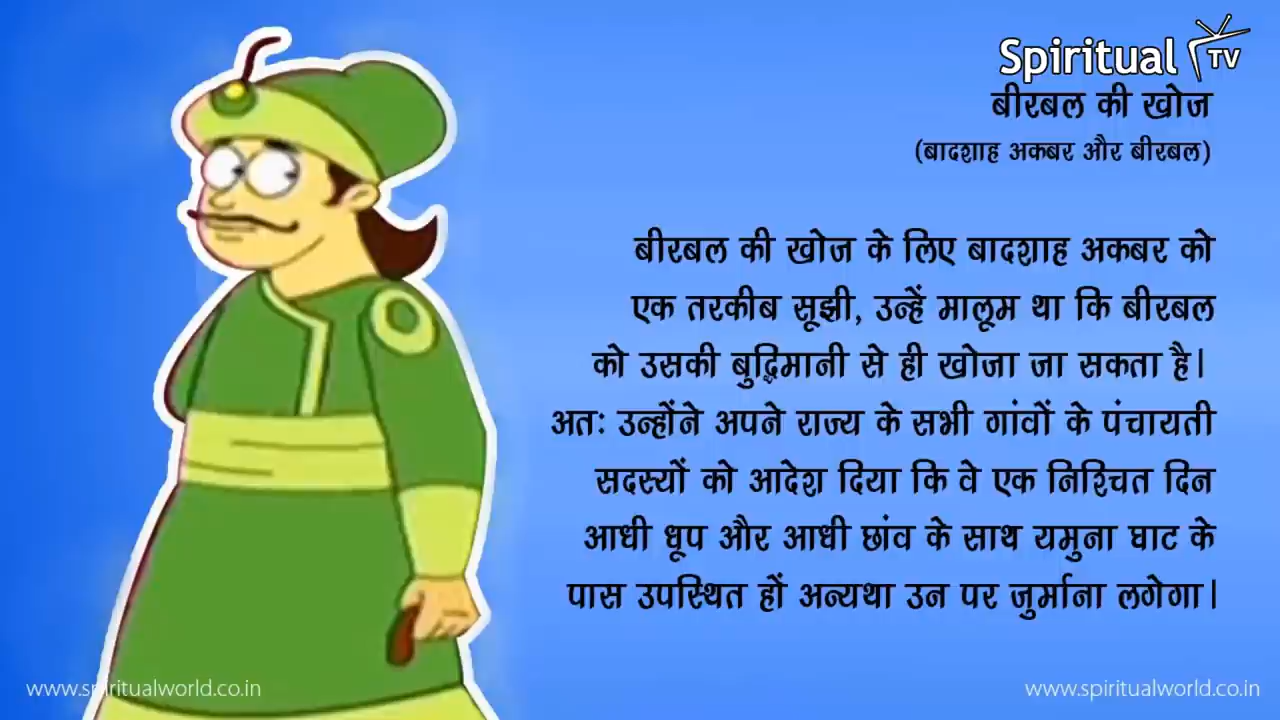 Spiritual TV
बीरबल की खोज
(बादशाह अकबर और बीरबल)
बीरबल की खोज के लिए बादशाह अकबर को
एक तरकीब सूझी, उन्हें मालूम था कि बीरबल
को उसकी बुद्धिमानी से ही खोजा जा सकता है।
अतः उन्होंने अपने राज्य के सभी गांवों के पंचायती
सदस्यों को आदेश दिया कि वे एक निश्चित दिन
आधी धूप और आधी छांव के साथ यमुना घाट के
पास उपस्थित हों अन्यथा उन पर जुर्माना लगेगा।
www.spiritualworld.co.in
www.spiritualworld.co.in